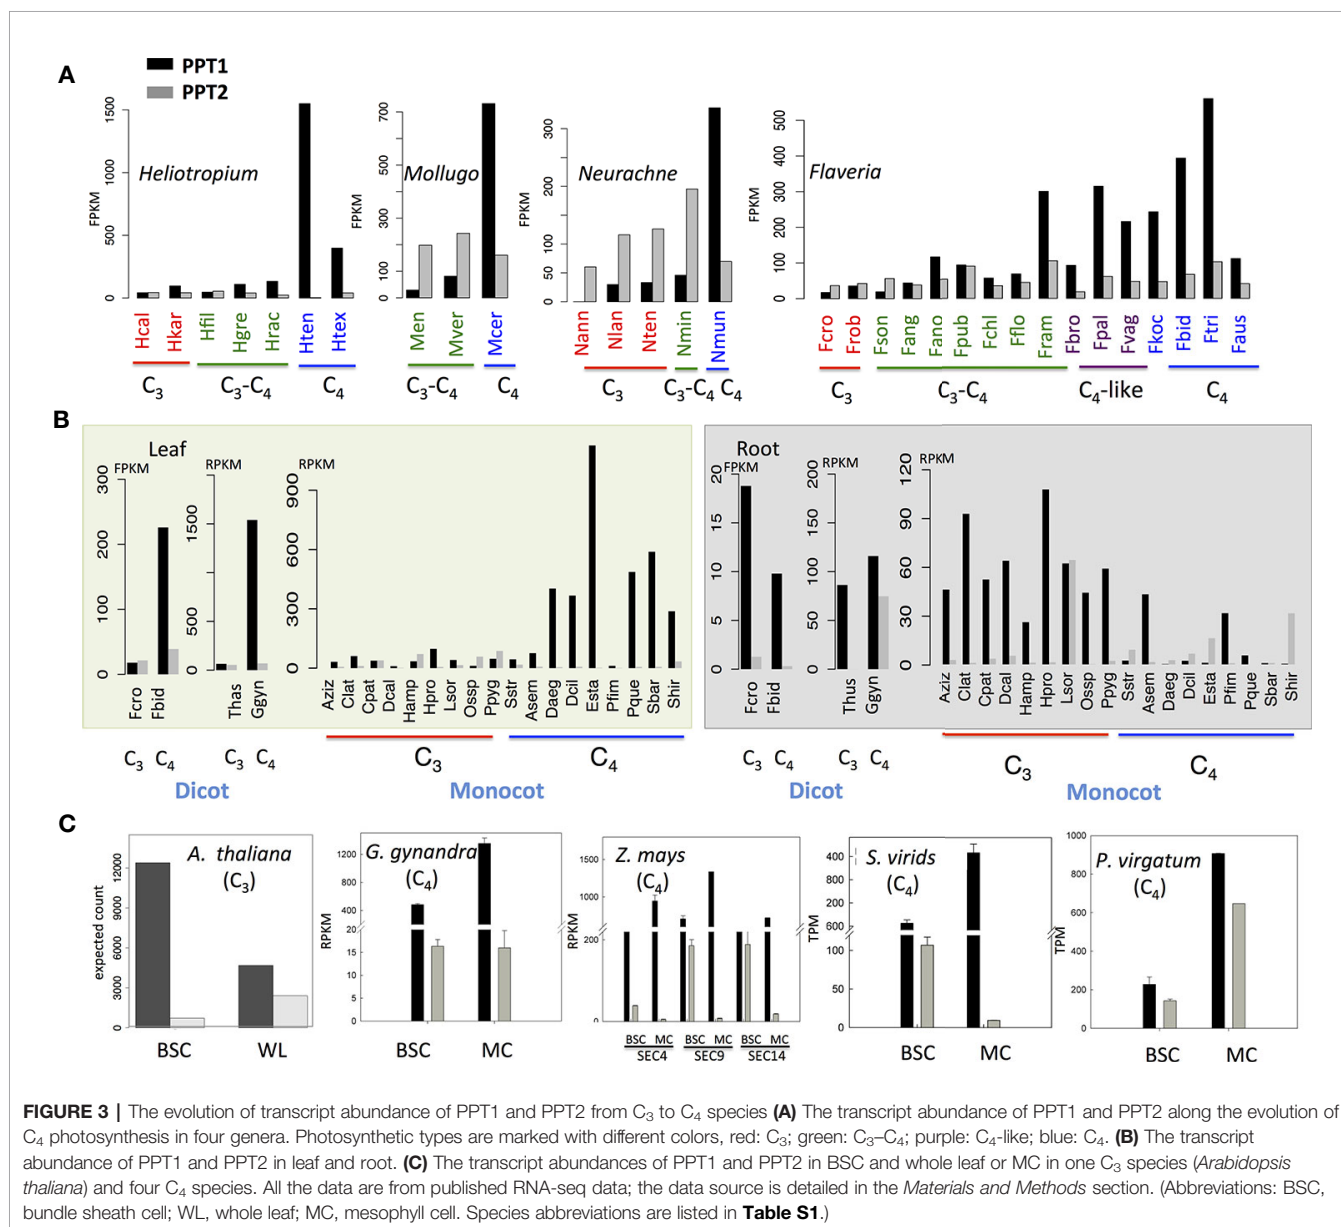 A
PPT1
PPT2
FPKM
0 500 1000 1500
Heliotropium
Hcal Hkar Hfil Hgre Hrac Hten Htex
C3 C3-C4 C4
FPKM
0 100 300 500 700
Mollugo
Men Mver Mcer
C3-C4 C4
FPKM
0 50 100 200 300
Neurachne
Nann Nlan Nten Nmin Nmun
C3 C3-C4 C4
FPKM
0 100 200 300 400 500
Flaveria
Fcro Frob Fson Fang Fano Fpub Fchl Fflo Fram Fbro Fpal Fvag Fkoc Fbid Ftri Faus
C3 C3-C4 C4-like C4
B
Leaf
FPKM
0 100 200 300
Fcro Fbid
C3 C4
RPKM
0 500 1500
Thas Ggyn
C3 C4
Dicot
RPKM
0 300 600 900
Aziz Clat Cpat Dcal Hamp Hpro Lsor Ossp Ppyg Sstr Asem Daeg Dcil Esta Pfim Pque Sbar Shir
C3 C4
Monocot
Root
FPKM
0 5 10 15 20
Fcro Fbid
C3 C4
RPKM
0 50 100 150 200
Thus Ggyn
C3 C4
Dicot
RPKM
0 30 60 90 120
Aziz Clat Cpat Dcal Hamp Hpro Lsor Ossp Ppyg Sstr Asem Daeg Dcil Esta Pfim Pque Sbar Shir
C3 C4
Monocot
C
A. thaliana
(C3)
expected count
0 3000 6000 9000 12000
BSC WL
G. gynandra
(C4)
RPKM
0 5 10 15 20 400 800 1200
BSC MC
Z. mays
(C4)
RPKM
0 200 1000 1500
BSC MC BSC MC BSC MC
SEC4 SEC9 SEC14
S. virids
(C4)
TPM
0 50 100 600 200 800 400
BSC MC
P. virgatum
(C4)
TPM
0 200 400 600 800 1000
BSC MC
FIGURE 3 | The evolution of transcript abundance of PPT1 and PPT2 from C3 to C4 species (A) The transcript abundance of PPT1 and PPT2 along the evolution of
C4 photosynthesis in four genera. Photosynthetic types are marked with different colors, red: C3; green: C3–C4; purple: C4-like; blue: C4. (B) The transcript
abundance of PPT1 and PPT2 in leaf and root. (C) The transcript abundances of PPT1 and PPT2 in BSC and whole leaf or MC in one C3 species (Arabidopsis
thaliana) and four C4 species. All the data are from published RNA-seq data; the data source is detailed in the Materials and Methods section. (Abbreviations: BSC,
bundle sheath cell; WL, whole leaf; MC, mesophyll cell. Species abbreviations are listed in Table S1.)